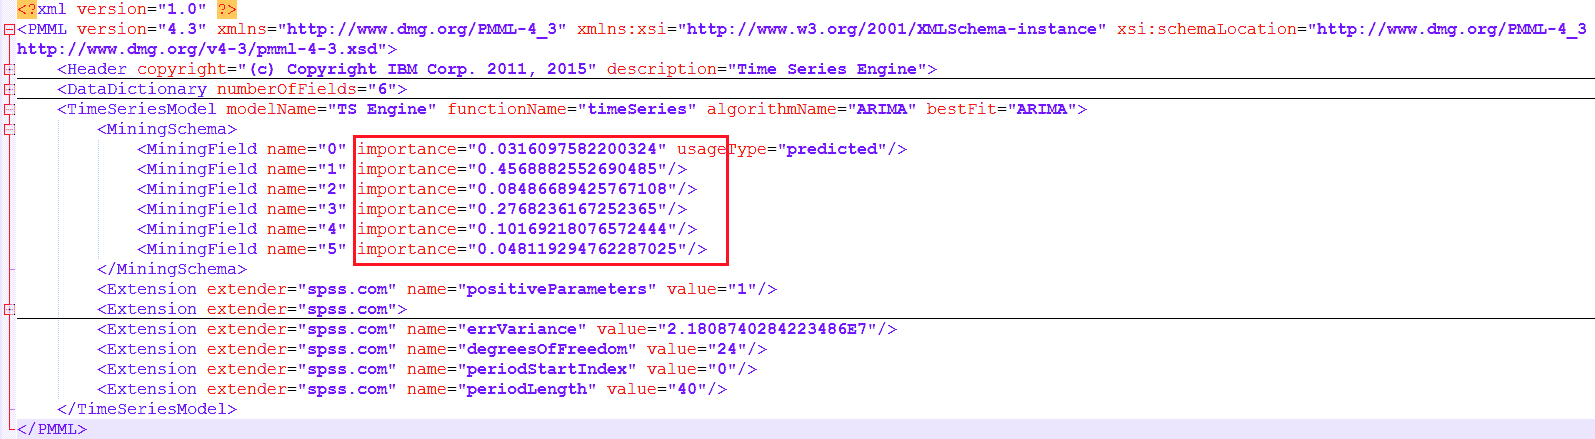 <?xml version="1.0" ?>
<PMML version="4.3" xmlns="http://www.dmg.org/PMML-4_3" xmlns:xsi="http://www.w3.org/2001/XMLSchema-instance" xsi:schemaLocation="http://www.dmg.org/PMML-4_3
http://www.dmg.org/v4-3/pmml-4-3.xsd">
<Header copyright="(c) Copyright IBM Corp. 2011, 2015" description="Time Series Engine">
<DataDictionary numberOfFields="6">
<TimeSeriesModel modelName="TS Engine" functionName="timeSeries" algorithmName="ARIMA" bestFit="ARIMA">
<MiningSchema>
<MiningField name="0" importance="0.0316097582200324" usageType="predicted"/>
<MiningField name="1" importance="0.4568882552690485"/>
<MiningField name="2" importance="0.08486689425767108"/>
<MiningField name="3" importance="0.2768236167252365"/>
<MiningField name="4" importance="0.10169218076572444"/>
<MiningField name="5" importance="0.048119294762287025"/>
</MiningSchema>
<Extension extender="spss.com" name="positiveParameters" value="1"/>
<Extension extender="spss.com">
<Extension extender="spss.com" name="errVariance" value="2.1808740284223486E7"/>
<Extension extender="spss.com" name="degreesOfFreedom" value="24"/>
<Extension extender="spss.com" name="periodStartIndex" value="0"/>
<Extension extender="spss.com" name="periodLength" value="40"/>
</TimeSeriesModel>
</PMML>